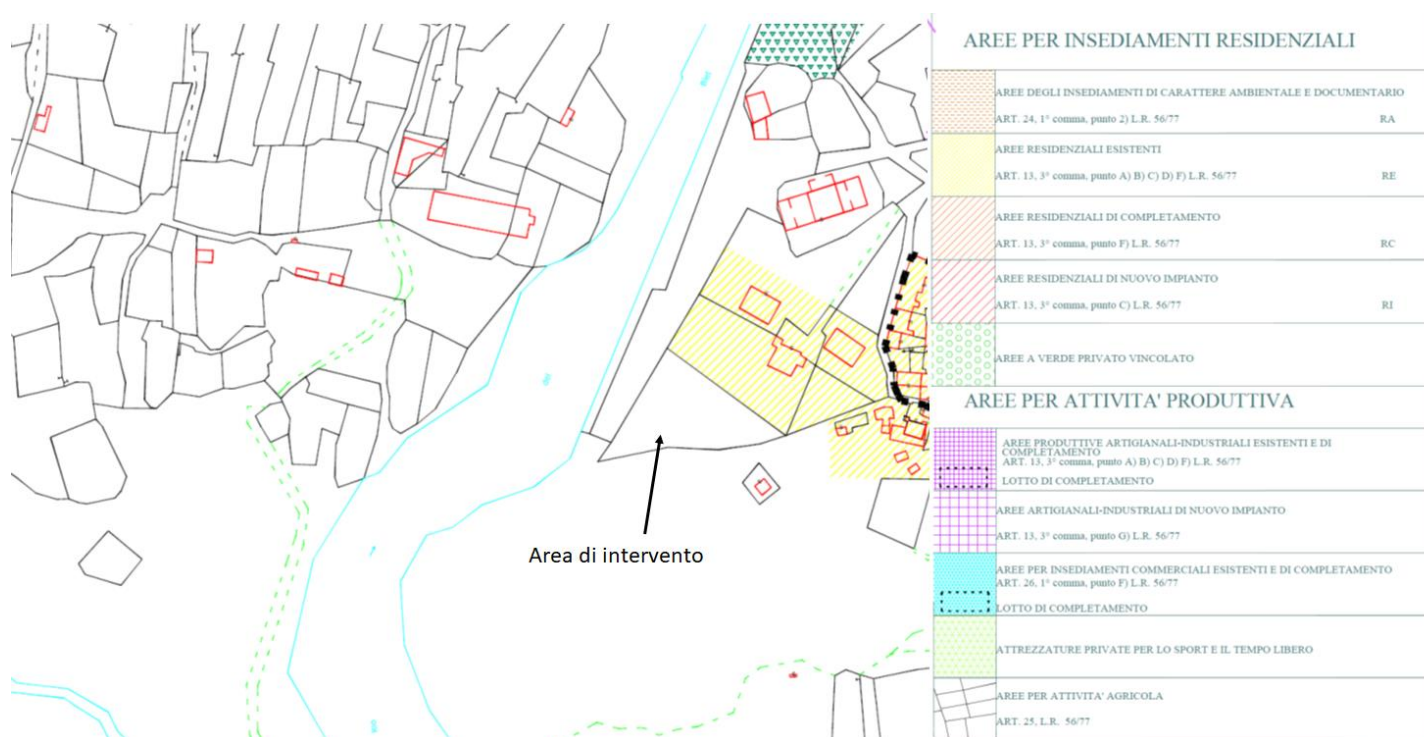 Area di intervento
AREE PER INSEDIAMENTI RESIDENZIALI
AREE DEGLI INSEDIAMENTI DI CARATTERE AMBIENTALE E DOCUMENTARIO
ART. 24, 1° comma, punto 2) L.R. 56/77 RA
AREE RESIDENZIALI ESISTENTI
ART. 13, 3° comma, punto A) B) C) D) F) L.R. 56/77 RE
AREE RESIDENZIALI DI COMPLETAMENTO
ART. 13, 3° comma, punto F) L.R. 56/77 RC
AREE RESIDENZIALI DI NUOVO IMPIANTO
ART. 13, 3° comma, punto C) L.R. 56/77 RI
AREE A VERDE PRIVATO VINCOLATO
AREE PER ATTIVITA' PRODUTTIVA
AREE PRODUTTIVE ARTIGIANALI-INDUSTRIALI ESISTENTI E DI
COMPLETAMENTO
ART. 13, 3° comma, punto A) B) C) D) F) L.R. 56/77
LOTTO DI COMPLETAMENTO
AREE ARTIGIANALI-INDUSTRIALI DI NUOVO IMPIANTO
ART. 13, 3° comma, punto G) L.R. 56/77
AREE PER INSEDIAMENTI COMMERCIALI ESISTENTI E DI COMPLETAMENTO
ART. 26, 1° comma, punto F) L.R. 56/77
LOTTO DI COMPLETAMENTO
ATTREZZATURE PRIVATE PER LO SPORT E IL TEMPO LIBERO
AREE PER ATTIVITA' AGRICOLA
ART. 25, L.R. 56/77